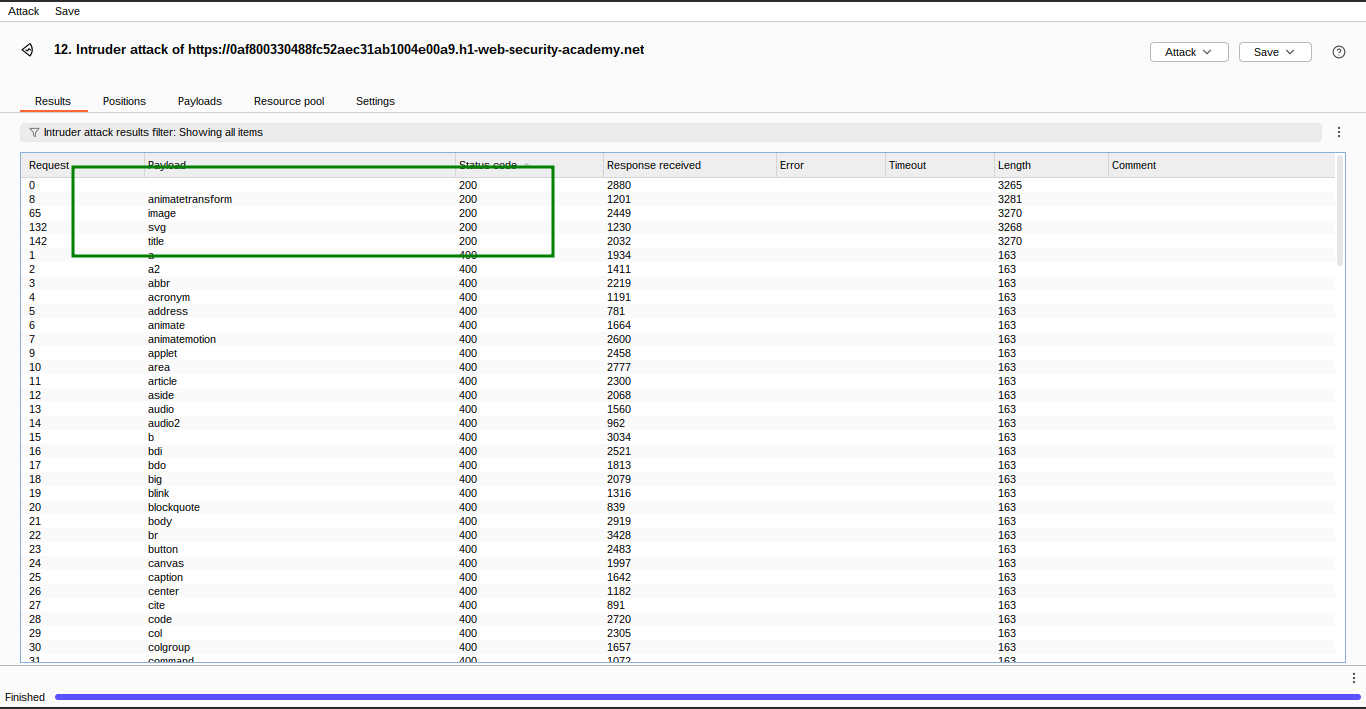 Attack Save
12. Intruder attack of https://0af800330488fc52aec31ab1004e00a9.h1-web-security-academy.net
Attack Save
Results Positions Payloads Resource pool Settings
Intruder attack results filter: Showing all items
Request Payload Status code Response received Error Timeout Length Comment
0 200 2880 3265
8 animatetransform 200 1201 3281
65 image 200 2449 3270
132 svg 200 1230 3268
142 title 200 2032 3270
1 a 400 1934 163
2 a2 400 1411 163
3 abbr 400 2219 163
4 acronym 400 1191 163
5 address 400 781 163
6 animate 400 1664 163
7 animatemotion 400 2600 163
9 applet 400 2458 163
10 area 400 2777 163
11 article 400 2300 163
12 aside 400 2068 163
13 audio 400 1560 163
14 audio2 400 962 163
15 b 400 3034 163
16 bdi 400 2521 163
17 bdo 400 1813 163
18 big 400 2079 163
19 blink 400 1316 163
20 blockquote 400 839 163
21 body 400 2919 163
22 br 400 3428 163
23 button 400 2483 163
24 canvas 400 1997 163
25 caption 400 1642 163
26 center 400 1182 163
27 cite 400 891 163
28 code 400 2720 163
29 col 400 2305 163
30 colgroup 400 1657 163
31 command 400 1072 163
Finished